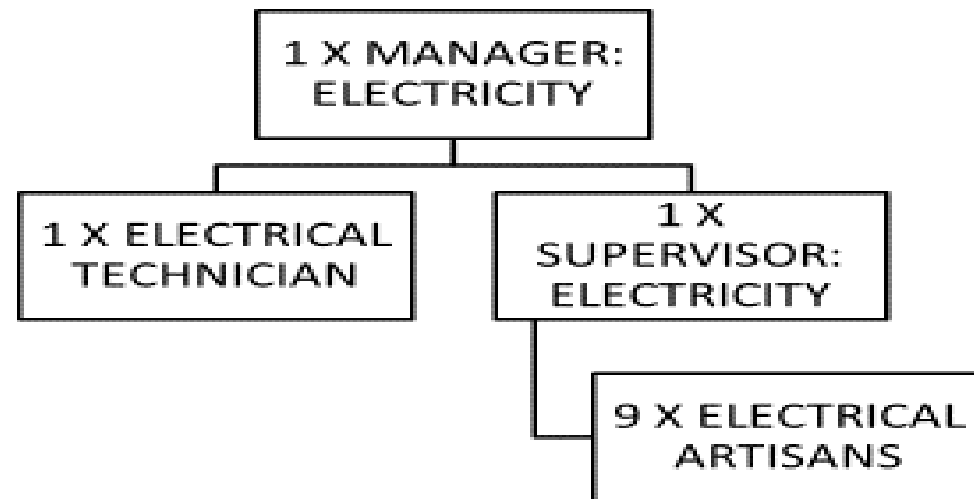 1 X MANAGER:
ELECTRICITY
1 X ELECTRICAL
TECHNICIAN
1 X
SUPERVISOR:
ELECTRICITY
9 X ELECTRICAL
ARTISANS